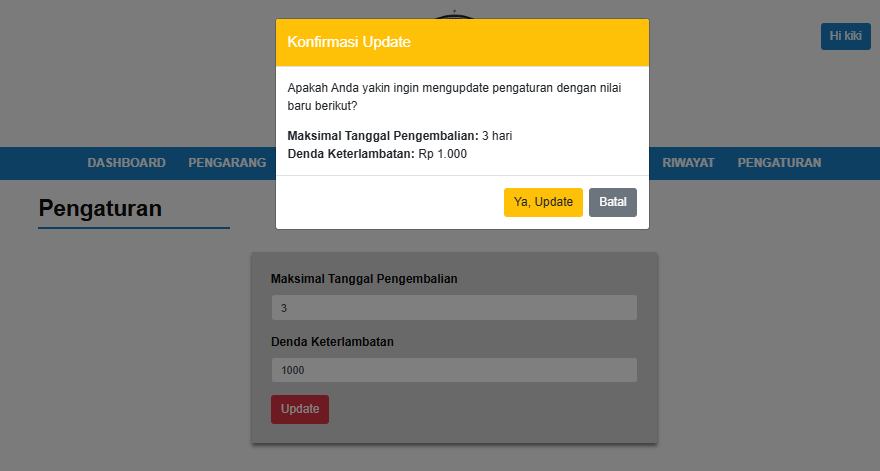 Hi kiki
Konfirmasi Update
Apakah Anda yakin ingin mengupdate pengaturan dengan nilai
baru berikut?
Maksimal Tanggal Pengembalian: 3 hari
Denda Keterlambatan: Rp 1.000
Ya, Update Batal
DASHBOARD PENGARANG RIWAYAT PENGATURAN
Pengaturan
Maksimal Tanggal Pengembalian
3
Denda Keterlambatan
1000
Update